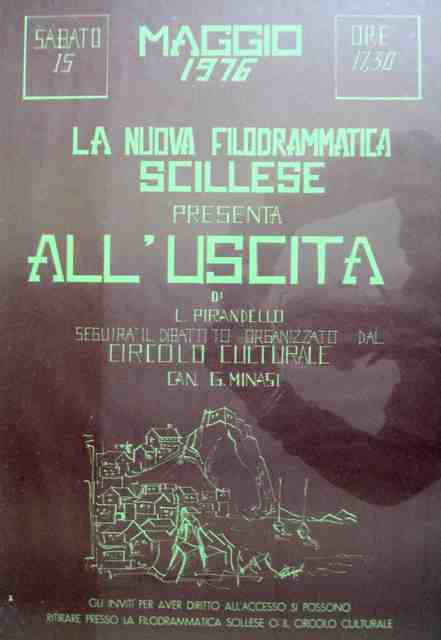 SABATO
15
MAGGIO
1976
ORE
17,30
LA NUOVA FILODRAMMATICA
SCILLESE
PRESENTA
ALL'USCITA
DI
L. PIRANDELLO
SEGUIRA' IL DIBATTITO ORGANIZZATO DAL
CIRCOLO CULTURALE
CAN. G. MINASI
GLI INVITI PER AVER DIRITTO ALL'ACCESSO SI POSSONO
RITIRARE PRESSO LA FILODRAMMATICA SCILLESE O IL CIRCOLO CULTURALE